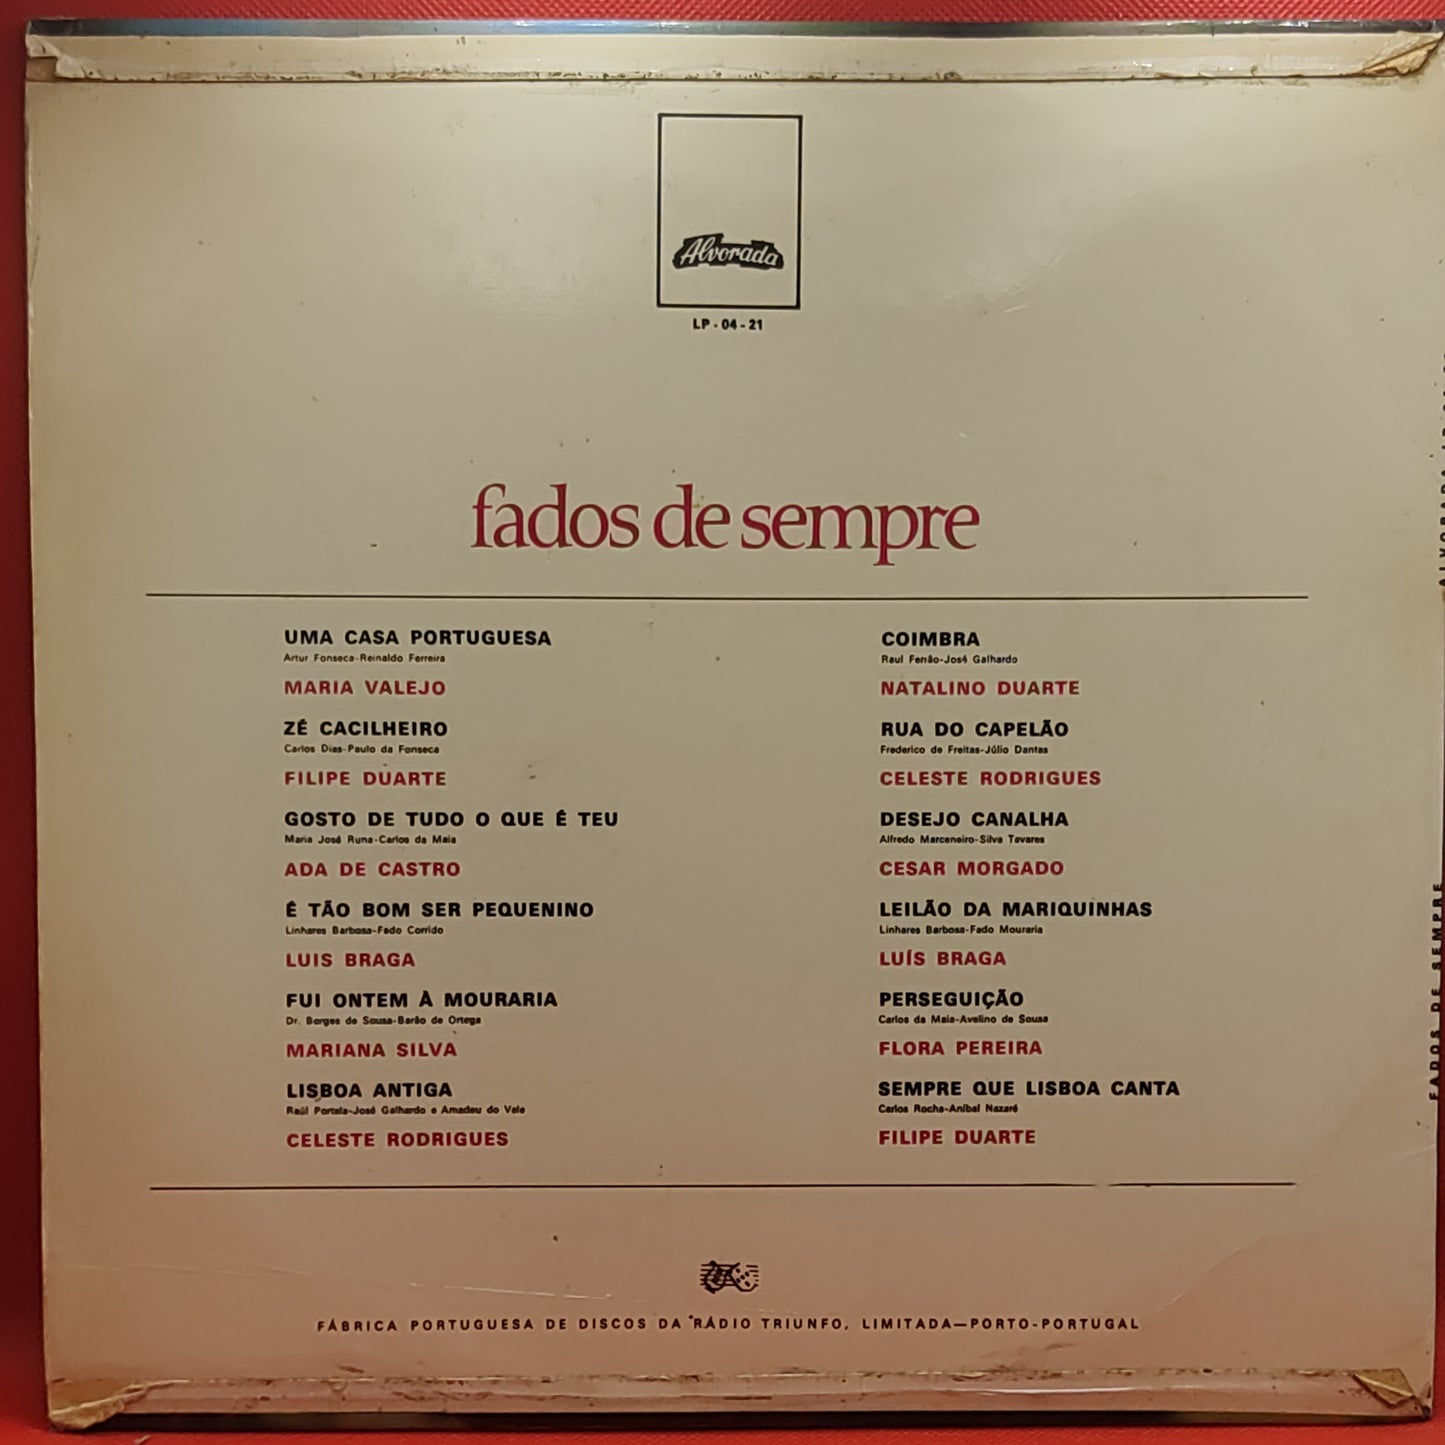 Alvorada
LP - 04 - 21
fados de sempre
UMA CASA PORTUGUESA
Artur Fonseca-Reinaldo Ferreira
MARIA VALEJO
ZÉ CACILHEIRO
Carlos Dias-Paulo da Fonseca
FILIPE DUARTE
GOSTO DE TUDO O QUE É TEU
Maria José Runa-Carlos da Maia
ADA DE CASTRO
É TÃO BOM SER PEQUENINO
Linhares Barbosa-Fado Corrido
LUIS BRAGA
FUI ONTEM À MOURARIA
Dr. Borges de Sousa-Barão de Ortega
MARIANA SILVA
LISBOA ANTIGA
Raúl Portela-José Galhardo e Amadeu do Vale
CELESTE RODRIGUES
COIMBRA
Raul Ferrão-José Galhardo
NATALINO DUARTE
RUA DO CAPELÃO
Frederico de Freitas-Júlio Dantas
CELESTE RODRIGUES
DESEJO CANALHA
Alfredo Marceneiro-Silva Tavares
CESAR MORGADO
LEILÃO DA MARIQUINHAS
Linhares Barbosa-Fado Mouraria
LUÍS BRAGA
PERSEGUIÇÃO
Carlos da Maia-Avelino de Sousa
FLORA PEREIRA
SEMPRE QUE LISBOA CANTA
Carlos Rocha-Aníbal Nazaré
FILIPE DUARTE
FÁBRICA PORTUGUESA DE DISCOS DA RÁDIO TRIUNFO, LIMITADA—PORTO-PORTUGAL
FADOS DE SEMPRE
ALVORADA